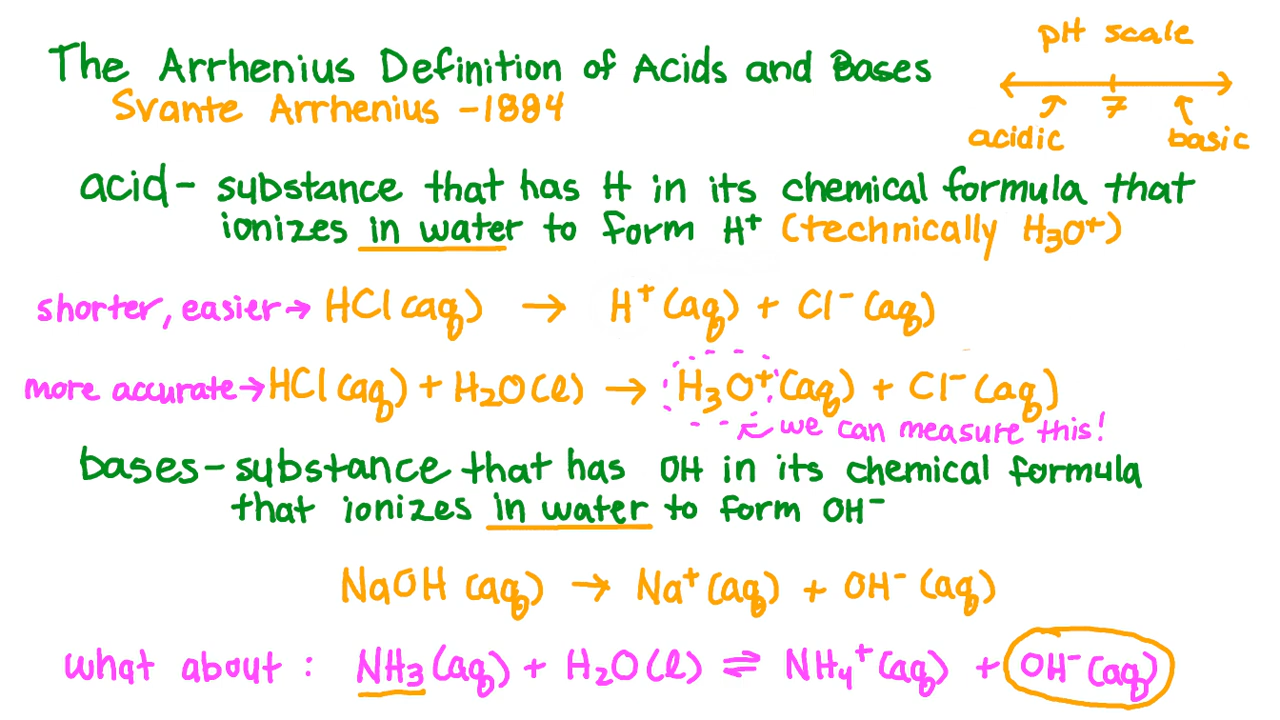 The Arrhenius Definition of Acids and Bases
Svante Arrhenius - 1884
pH scale
7
acidic
basic
acid - substance that has H in its chemical formula that
ionizes in water to form H⁺ (technically H₃O⁺)
shorter, easier → HCl (aq) → H⁺ (aq) + Cl⁻ (aq)
more accurate → HCl (aq) + H₂O (l) → H₃O⁺ (aq) + Cl⁻ (aq)
we can measure this!
bases - substance that has OH in its chemical formula
that ionizes in water to form OH⁻
NaOH (aq) → Na⁺ (aq) + OH⁻ (aq)
what about : NH₃ (aq) + H₂O (l) ⇌ NH₄⁺ (aq) + OH⁻ (aq)